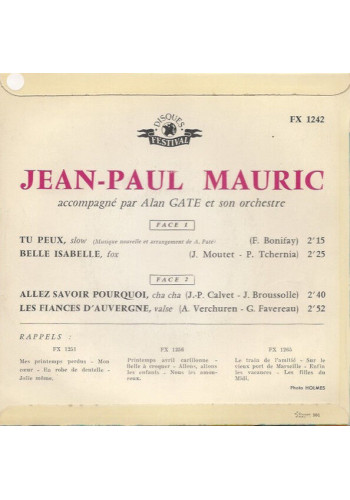 DISQUES
FESTIVAL
FX 1242
JEAN-PAUL MAURIC
accompagné par Alan GATE et son orchestre
FACE 1
TU PEUX, slow (Musique nouvelle et arrangement de A. ) (F. Bonifay) 2'15
BELLE ISABELLE, fox (J. Moutet - P. Tchernia) 2'25
FACE 2
ALLEZ SAVOIR POURQUOI, cha cha (J.-P. Calvet - J. Broussolle) 2'40
LES FIANCES D'AUVERGNE, valse (A. Verchuren - G. Favereau) 2'52
RAPPELS :
FX 1251
Mes printemps perdus - Mon
cœur - En robe de dentelle -
Jolie môme.
FX
Printemps avril carillonne -
Belle à croquer - Allons, allons
les enfants - Nous les amou-
reux.
FX 1265
Le train de l'amitié - Sur le
vieux port de Marseille - Enfin
les vacances - Les filles du
Midi.
Photo HOLMES